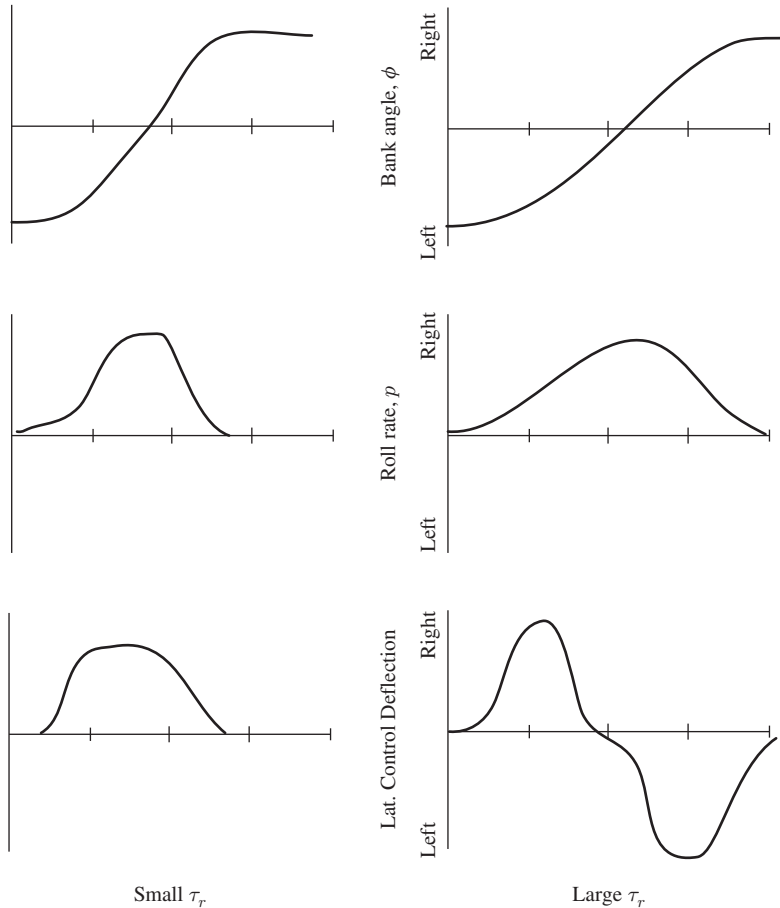 Right
Bank angle, ϕ
Left
Right
Roll rate, p
Left
Right
Lat. Control Deflection
Left
Small τr
Large τr